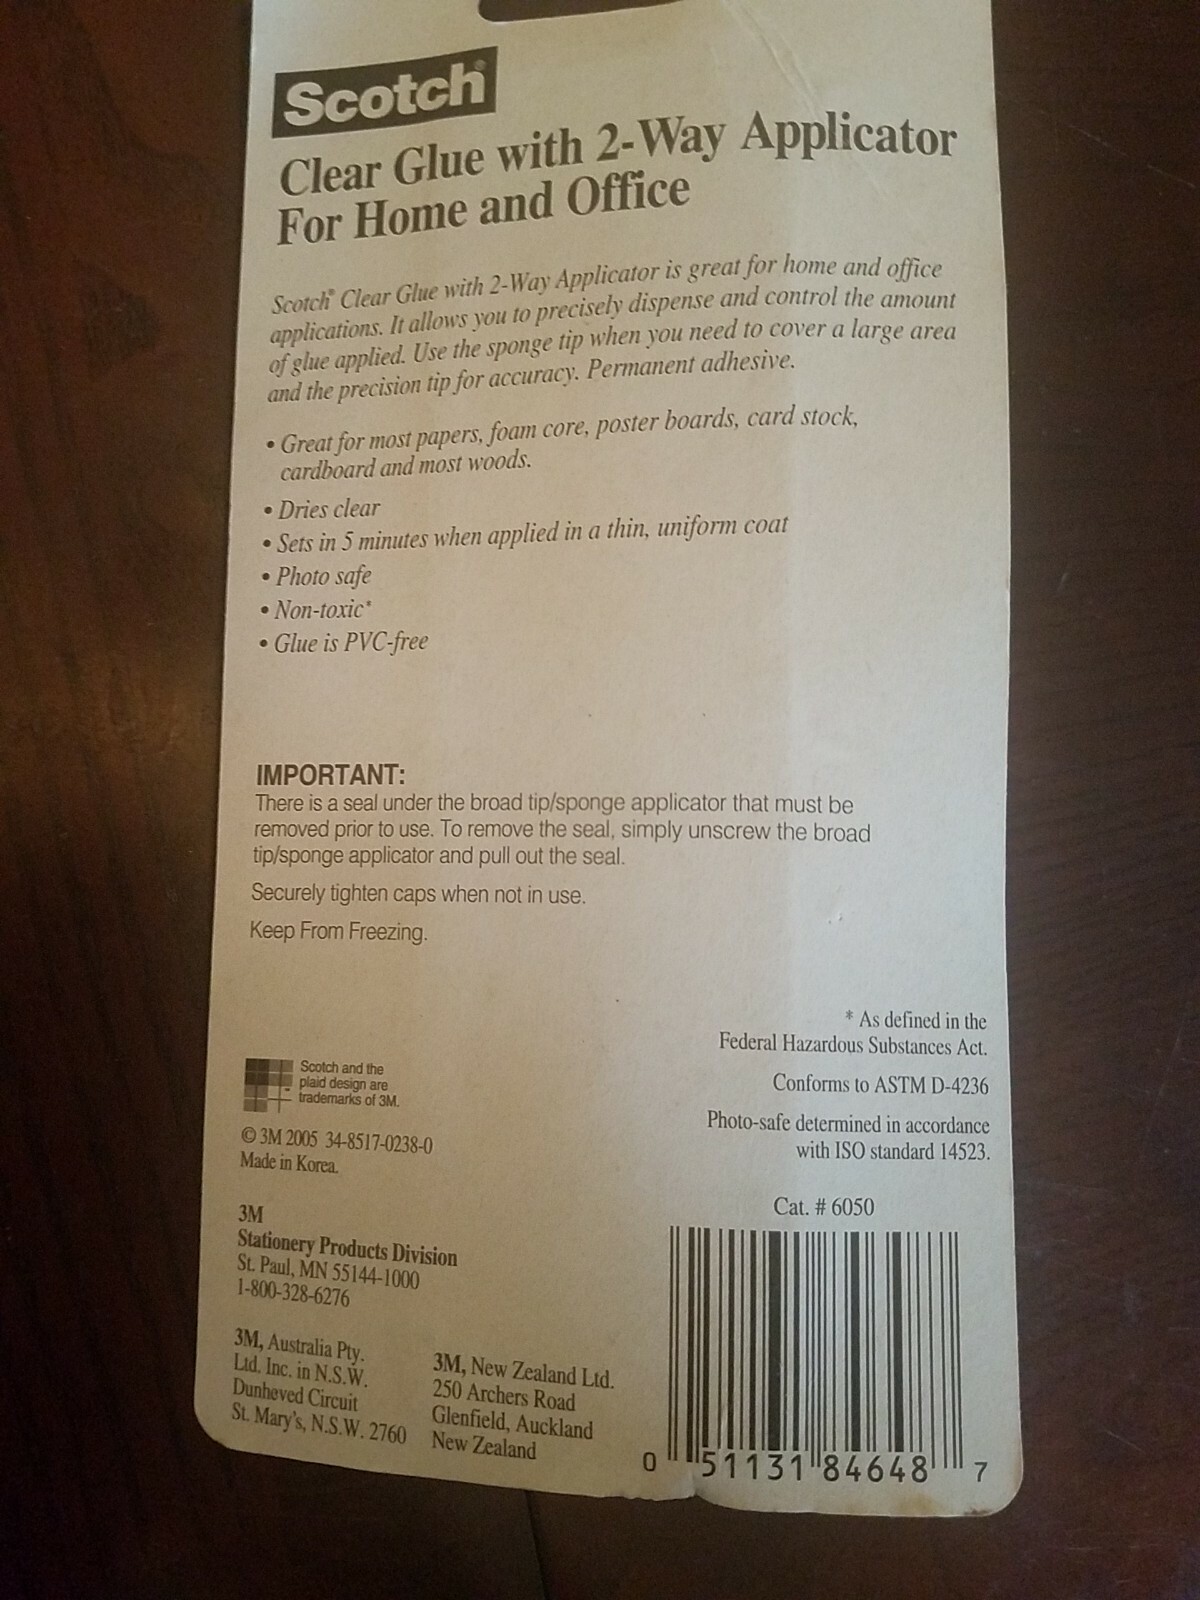 Scotch®
Clear Glue with 2-Way Applicator
For Home and Office
Scotch® Clear Glue with 2-Way Applicator is great for home and office
applications. It allows you to precisely dispense and control the amount
of glue applied. Use the sponge tip when you need to cover a large area
and the precision tip for accuracy. Permanent adhesive.
• Great for most papers, foam core, poster boards, card stock,
cardboard and most woods.
• Dries clear
• Sets in 5 minutes when applied in a thin, uniform coat
• Photo safe
• Non-toxic*
• Glue is PVC-free
IMPORTANT:
There is a seal under the broad tip/sponge applicator that must be
removed prior to use. To remove the seal, simply unscrew the broad
tip/sponge applicator and pull out the seal.
Securely tighten caps when not in use.
Keep From Freezing.
* As defined in the
Federal Hazardous Substances Act.
Conforms to ASTM D-4236
Photo-safe determined in accordance
with ISO standard 14523.
Scotch and the
plaid design are
trademarks of 3M.
© 3M 2005 34-8517-0238-0
Made in Korea.
3M
Stationery Products Division
St. Paul, MN 55144-1000
1-800-328-6276
3M, Australia Pty.
Ltd. Inc. in N.S.W.
Dunheved Circuit
St. Mary's, N.S.W. 2760
3M, New Zealand Ltd.
250 Archers Road
Glenfield, Auckland
New Zealand
Cat. # 6050
0 51131 84648 7